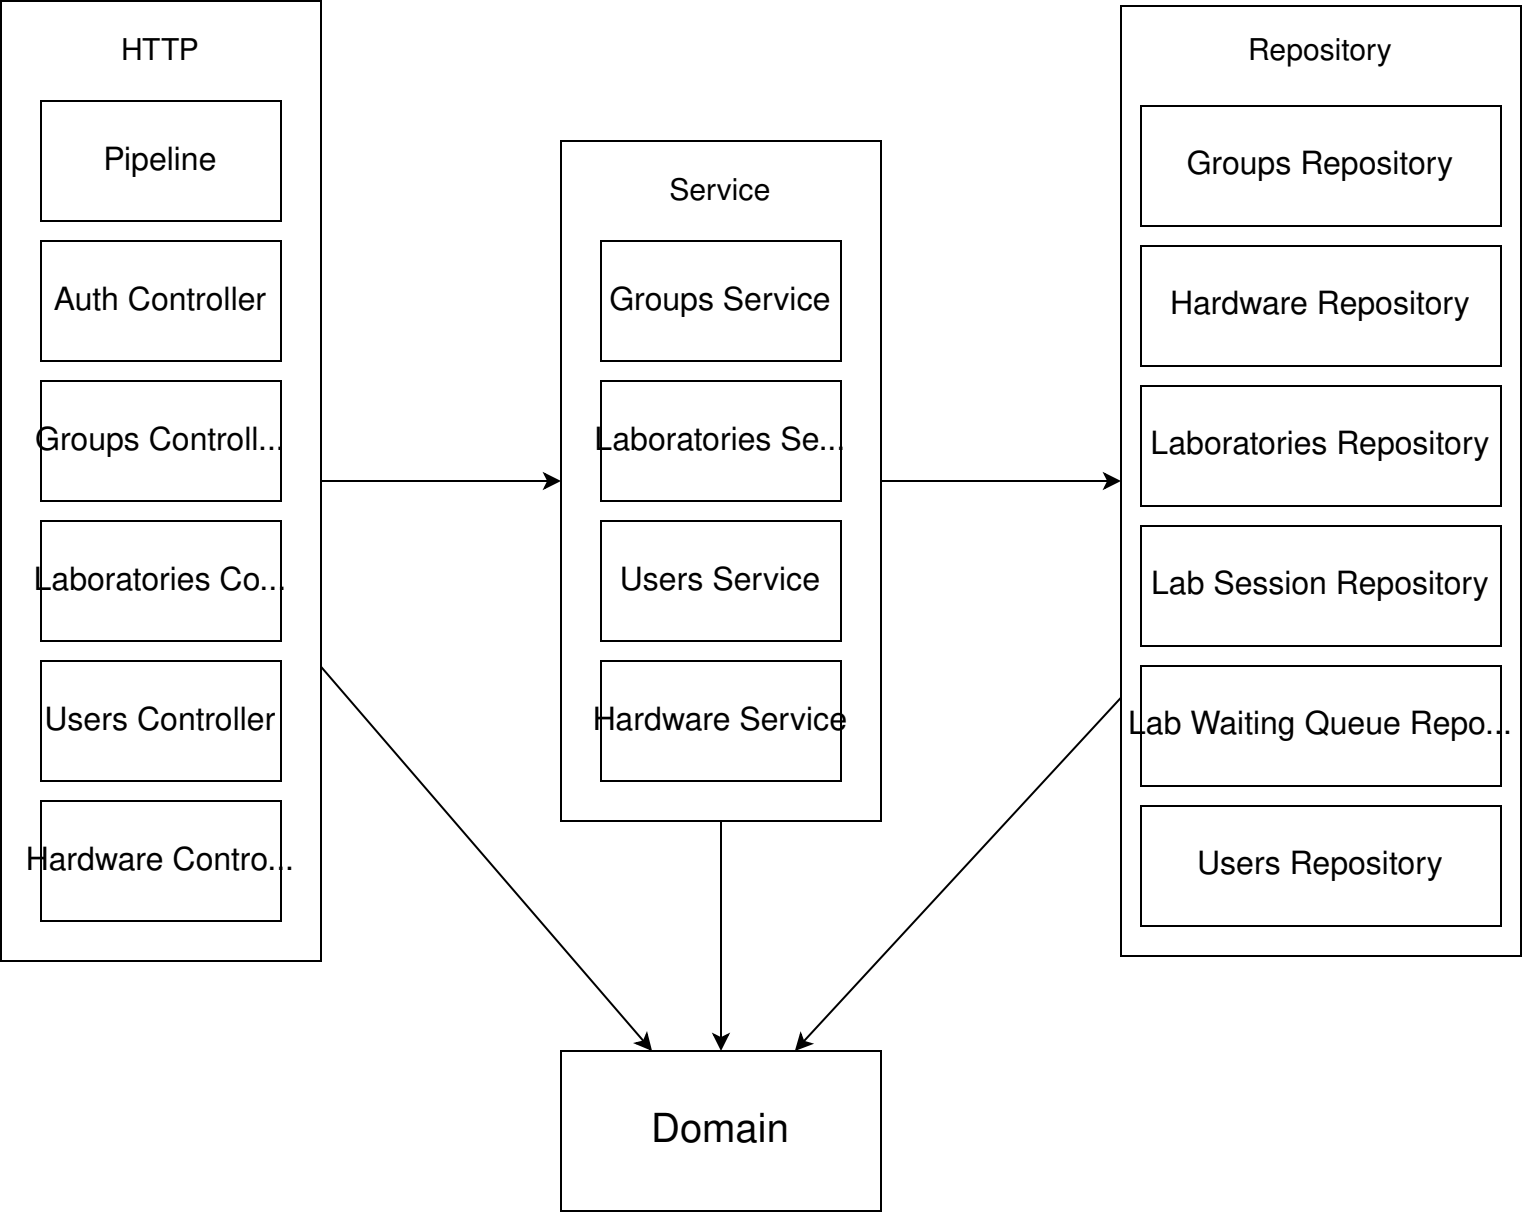 HTTP
Pipeline
Auth Controller
Groups Controll...
Laboratories Co...
Users Controller
Hardware Contro...
Service
Groups Service
Laboratories Se...
Users Service
Hardware Service
Repository
Groups Repository
Hardware Repository
Laboratories Repository
Lab Session Repository
Lab Waiting Queue Repo...
Users Repository
Domain